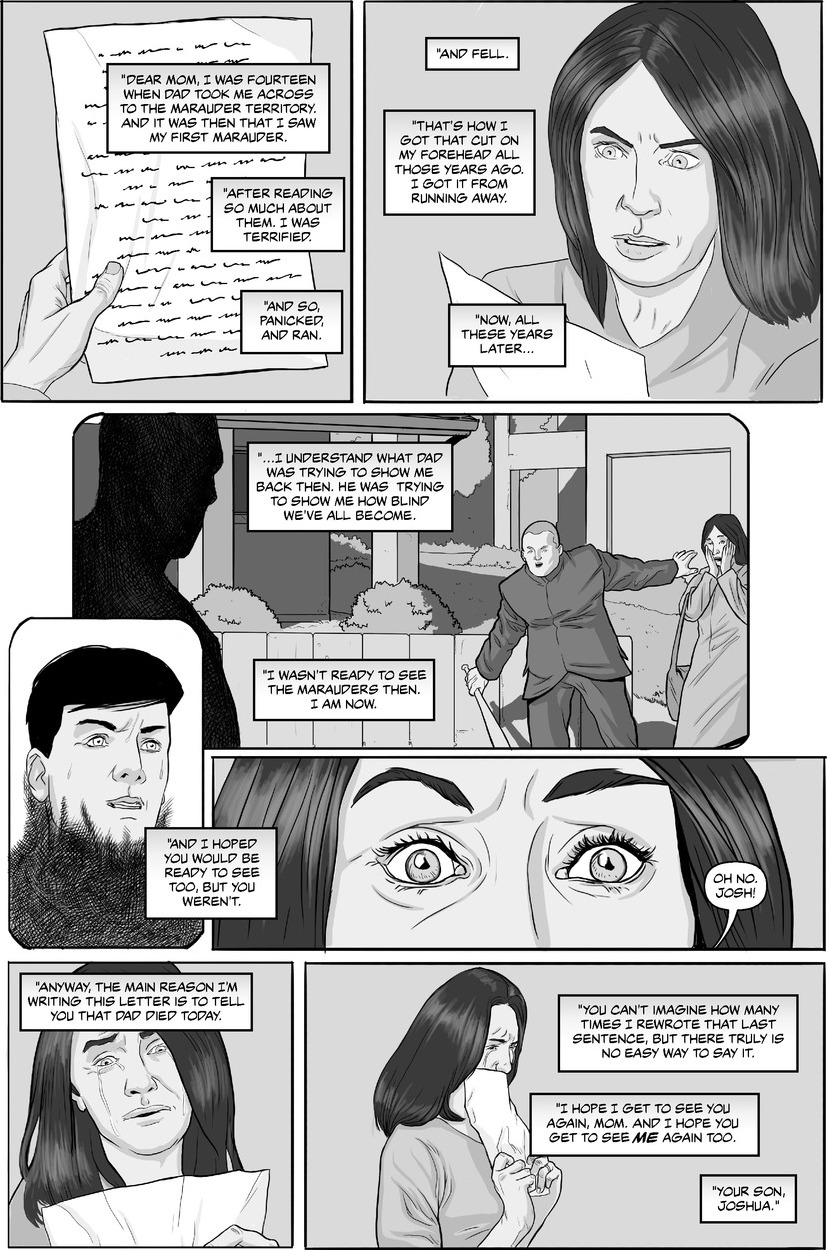 "DEAR MOM, I WAS FOURTEEN
WHEN DAD TOOK ME ACROSS
TO THE MARAUDER TERRITORY.
AND IT WAS THEN THAT I SAW
MY FIRST MARAUDER.
"AFTER READING
SO MUCH ABOUT
THEM. I WAS
TERRIFIED.
"AND SO,
PANICKED,
AND RAN.
"AND FELL.
"THAT'S HOW I
GOT THAT CUT ON
MY FOREHEAD ALL
THOSE YEARS AGO.
I GOT IT FROM
RUNNING AWAY.
"NOW, ALL
THESE YEARS
LATER...
"...I UNDERSTAND WHAT DAD
WAS TRYING TO SHOW ME
BACK THEN. HE WAS TRYING
TO SHOW ME HOW BLIND
WE'VE ALL BECOME.
"I WASN'T READY TO SEE
THE MARAUDERS THEN.
I AM NOW.
"AND I HOPED
YOU WOULD BE
READY TO SEE
TOO, BUT YOU
WEREN'T.
OH NO.
JOSH!
"ANYWAY, THE MAIN REASON I'M
WRITING THIS LETTER IS TO TELL
YOU THAT DAD DIED TODAY.
"YOU CAN'T IMAGINE HOW MANY
TIMES I REWROTE THAT LAST
SENTENCE, BUT THERE TRULY IS
NO EASY WAY TO SAY IT.
"I HOPE I GET TO SEE YOU
AGAIN, MOM. AND I HOPE YOU
GET TO SEE ME AGAIN TOO.
"YOUR SON,
JOSHUA."